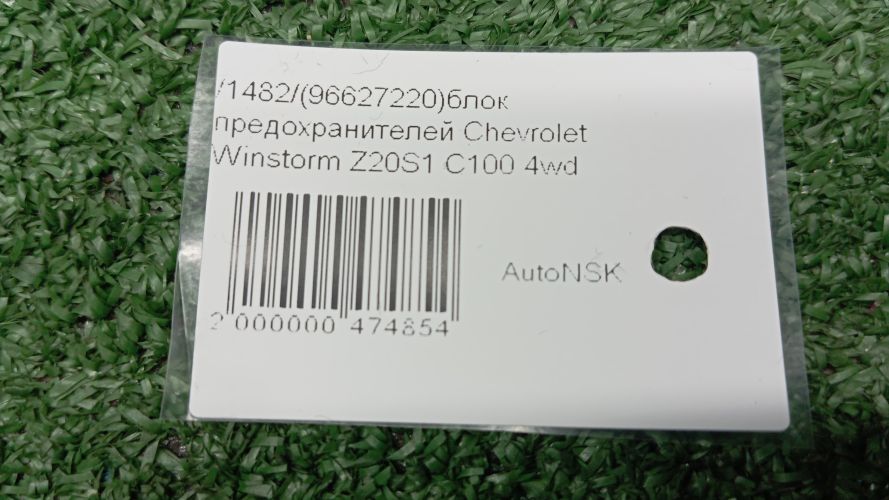 /1482/(96627220)блок
предохранителей Chevrolet
Winstorm Z20S1 C100 4wd
AutoNSK
2 000000 474854